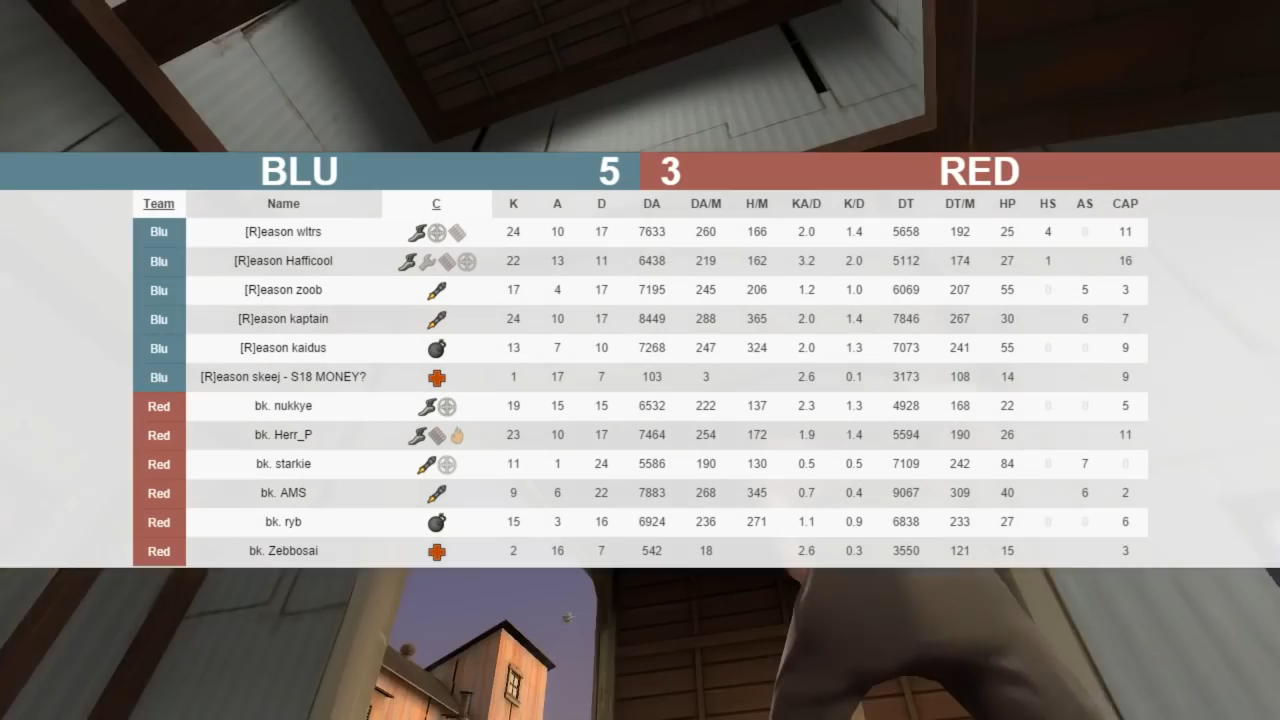 BLU 5 3 RED
Team Name C K A D DA DA/M H/M KA/D K/D DT DT/M HP HS AS CAP
Blu [R]eason wltrs 24 10 17 7633 260 166 2.0 1.4 5658 192 25 4 0 11
Blu [R]eason Hafficool 22 13 11 6438 219 162 3.2 2.0 5112 174 27 1 16
Blu [R]eason zoob 17 4 17 7195 245 206 1.2 1.0 6069 207 55 0 5 3
Blu [R]eason kaptain 24 10 17 8449 288 365 2.0 1.4 7846 267 30 6 7
Blu [R]eason kaidus 13 7 10 7268 247 324 2.0 1.3 7073 241 55 0 0 9
Blu [R]eason skeej - S18 MONEY? 1 17 7 103 3 2.6 0.1 3173 108 14 9
Red bk. nukkye 19 15 15 6532 222 137 2.3 1.3 4928 168 22 0 0 5
Red bk. Herr_P 23 10 17 7464 254 172 1.9 1.4 5594 190 26 11
Red bk. starkie 11 1 24 5586 190 130 0.5 0.5 7109 242 84 0 7 0
Red bk. AMS 9 6 22 7883 268 345 0.7 0.4 9067 309 40 6 2
Red bk. ryb 15 3 16 6924 236 271 1.1 0.9 6838 233 27 0 0 6
Red bk. Zebbosai 2 16 7 542 18 2.6 0.3 3550 121 15 3